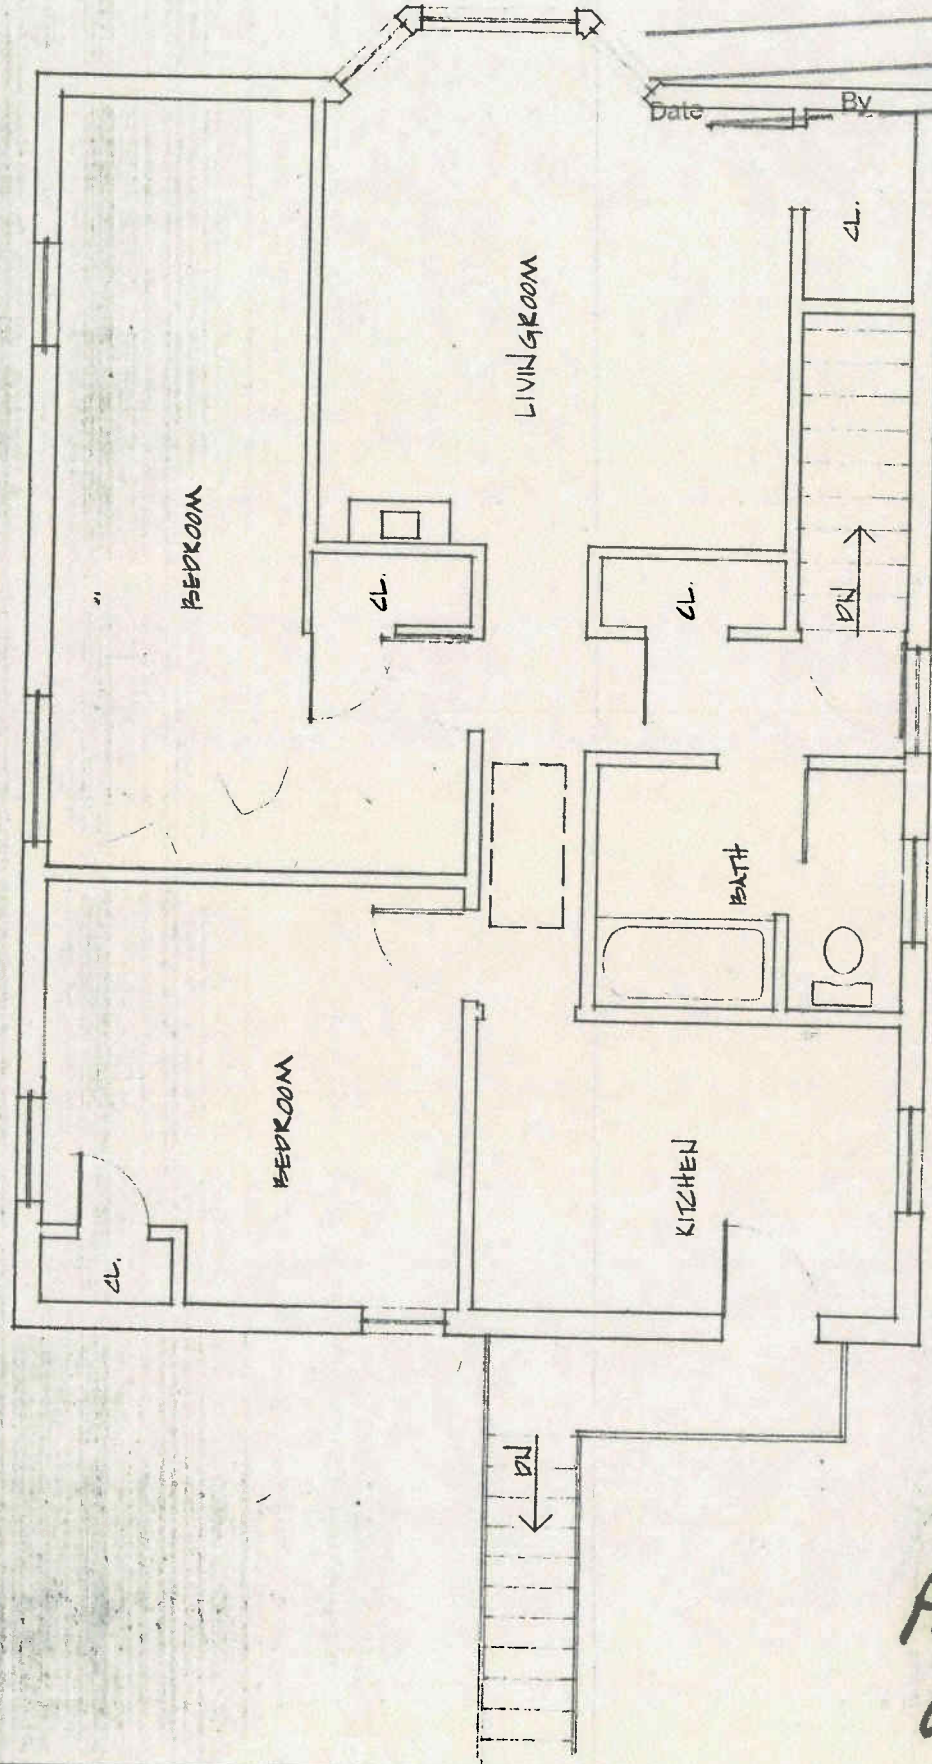 Date By
CL.
LIVINGROOM
BEDROOM
CL.
CL.
DN
BATH
BEDROOM
KITCHEN
CL.
DN